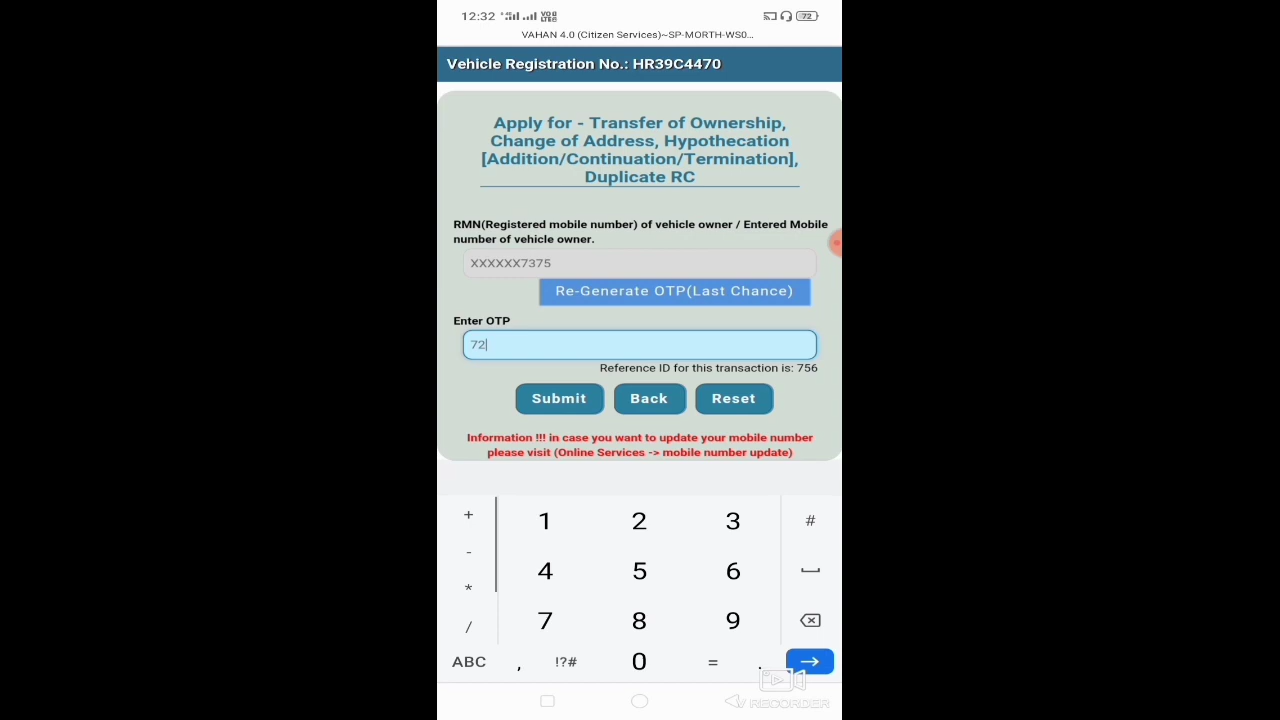 12:32
72
VAHAN 4.0 (Citizen Services)~SP-MORTH-WS0...
Vehicle Registration No.: HR39C4470
Apply for - Transfer of Ownership,
Change of Address, Hypothecation
[Addition/Continuation/Termination],
Duplicate RC
RMN(Registered mobile number) of vehicle owner / Entered Mobile
number of vehicle owner.
XXXXXX7375
Re-Generate OTP(Last Chance)
Enter OTP
72
Reference ID for this transaction is: 756
Submit Back Reset
Information !!! in case you want to update your mobile number
please visit (Online Services -> mobile number update)
+ 1 2 3 #
-
4 5 6
*
7 8 9
/
ABC , !?# 0 = .
V RECORDER